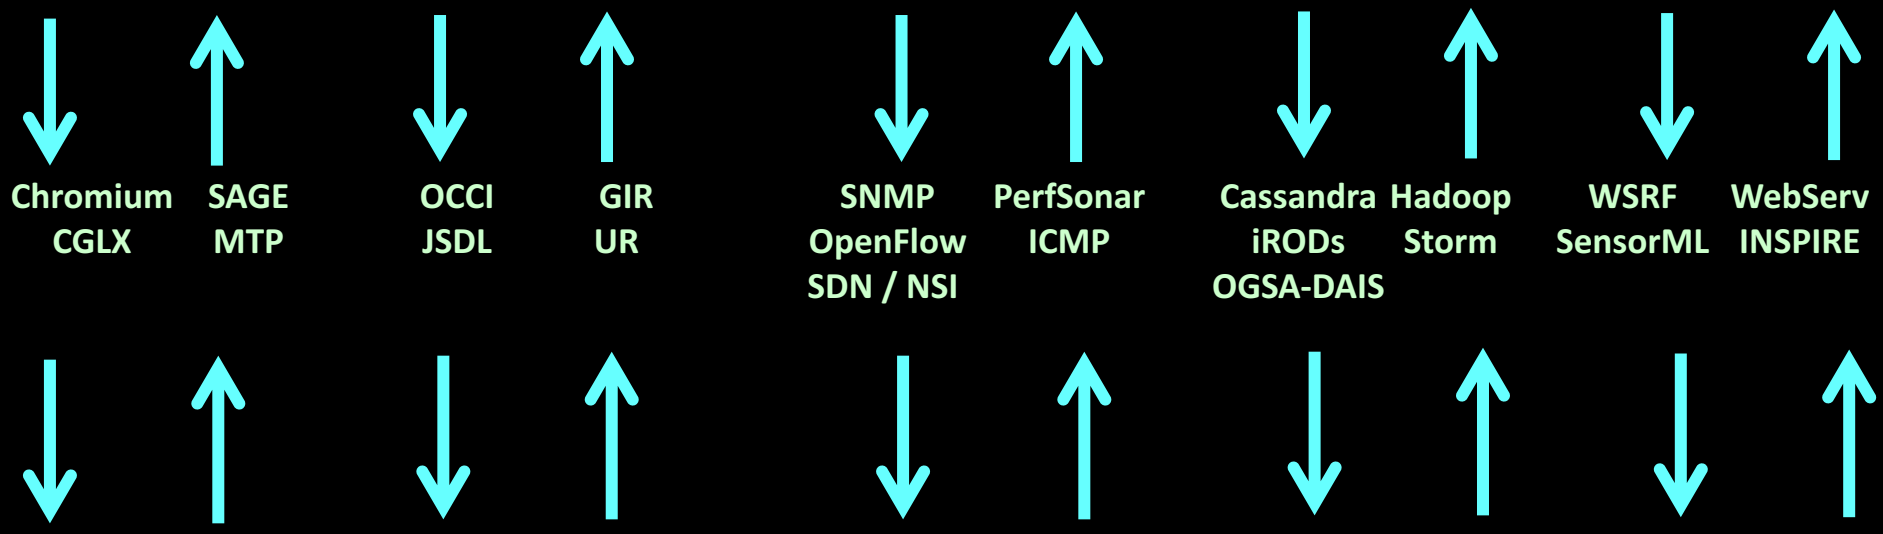 Chromium SAGE OCCI GIR SNMP PerfSonar Cassandra Hadoop WSRF WebServ
CGLX MTP JSDL UR OpenFlow ICMP iRODs Storm SensorML INSPIRE
SDN / NSI OGSA-DAIS